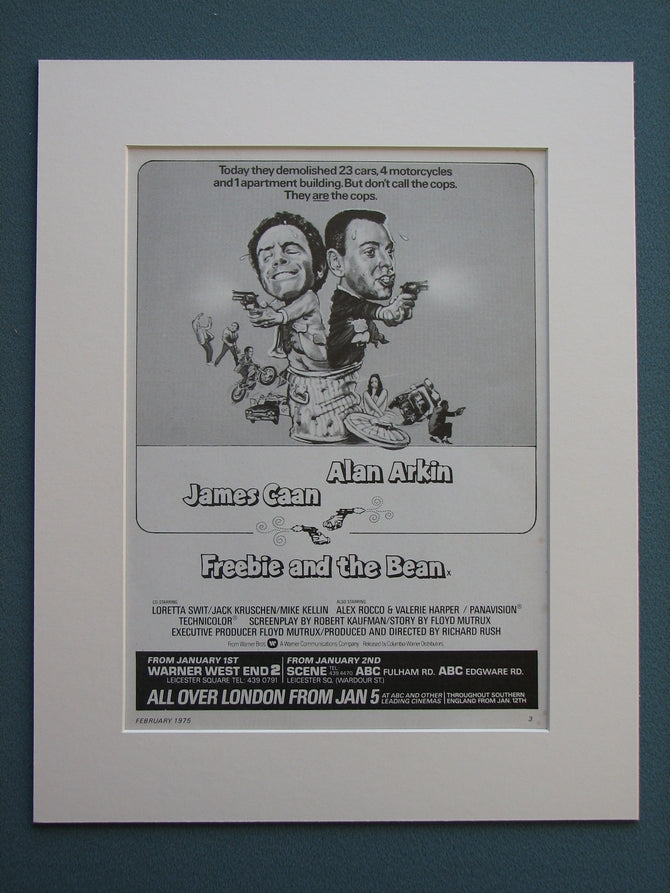 Today they demolished 23 cars, 4 motorcycles
and 1 apartment building. But don't call the cops.
They are the cops.
Alan Arkin
James Caan
Freebie and the Bean x
CO-STARRING ALSO STARRING
LORETTA SWIT/JACK KRUSCHEN/MIKE KELLIN ALEX ROCCO & VALERIE HARPER / PANAVISION®
TECHNICOLOR® SCREENPLAY BY ROBERT KAUFMAN/STORY BY FLOYD MUTRUX
EXECUTIVE PRODUCER FLOYD MUTRUX/PRODUCED AND DIRECTED BY RICHARD RUSH
From Warner Bros. A Warner Communications Company Released by Columbia-Warner Distributors
FROM JANUARY 1ST
WARNER WEST END 2
LEICESTER SQUARE TEL: 439 0791
FROM JANUARY 2ND
SCENE TEL 439 4470 ABC FULHAM RD. ABC EDGWARE RD.
LEICESTER SQ. (WARDOUR ST.)
ALL OVER LONDON FROM JAN 5
AT ABC AND OTHER
LEADING CINEMAS
THROUGHOUT SOUTHERN
ENGLAND FROM JAN. 12TH
FEBRUARY 1975 3